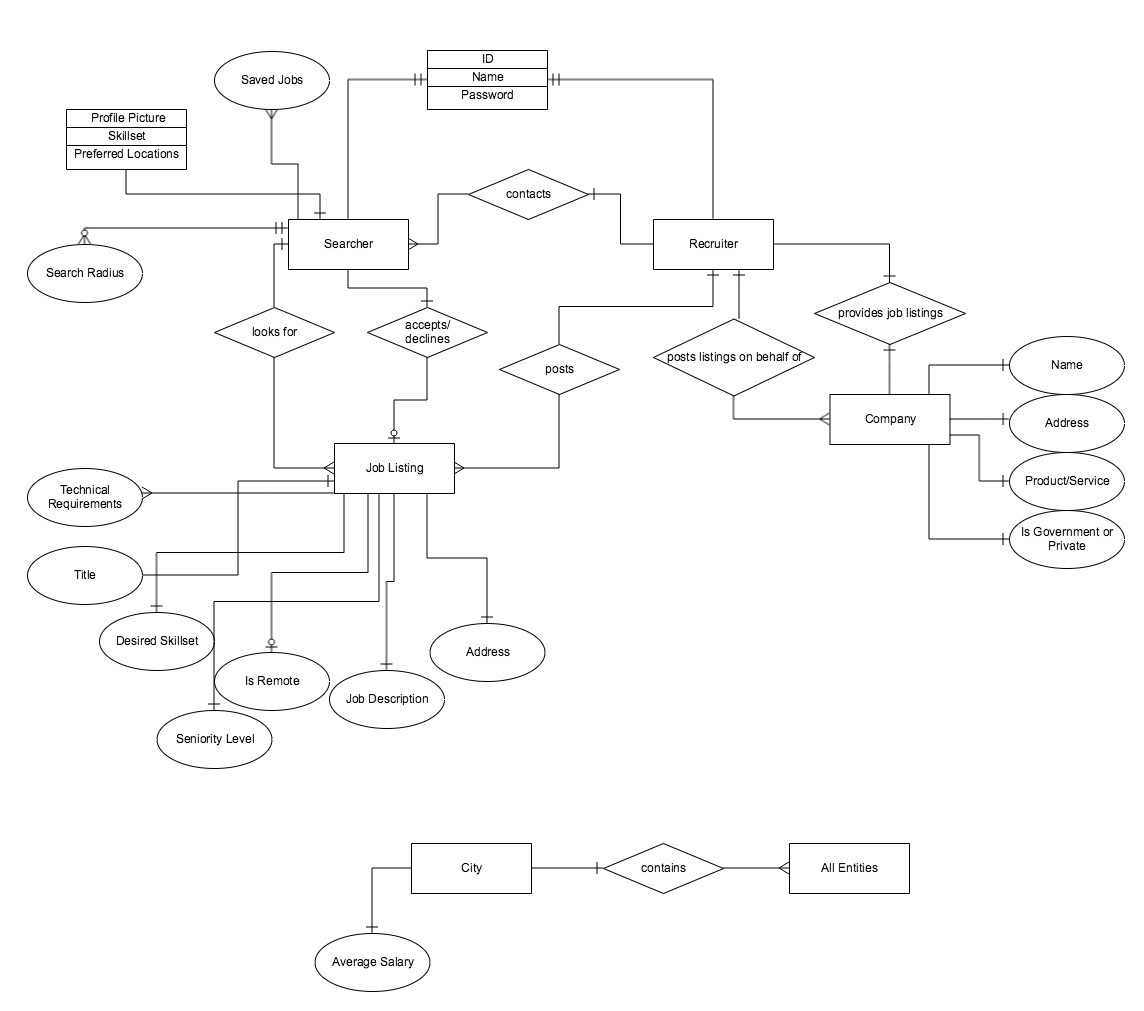 ID
Name
Password
Saved Jobs
Profile Picture
Skillset
Preferred Locations
contacts
Searcher
Recruiter
Search Radius
looks for
accepts/
declines
provides job listings
posts
posts listings on behalf of
Name
Company
Address
Job Listing
Product/Service
Technical
Requirements
Is Government or
Private
Title
Desired Skillset
Address
Is Remote
Job Description
Seniority Level
City
contains
All Entities
Average Salary